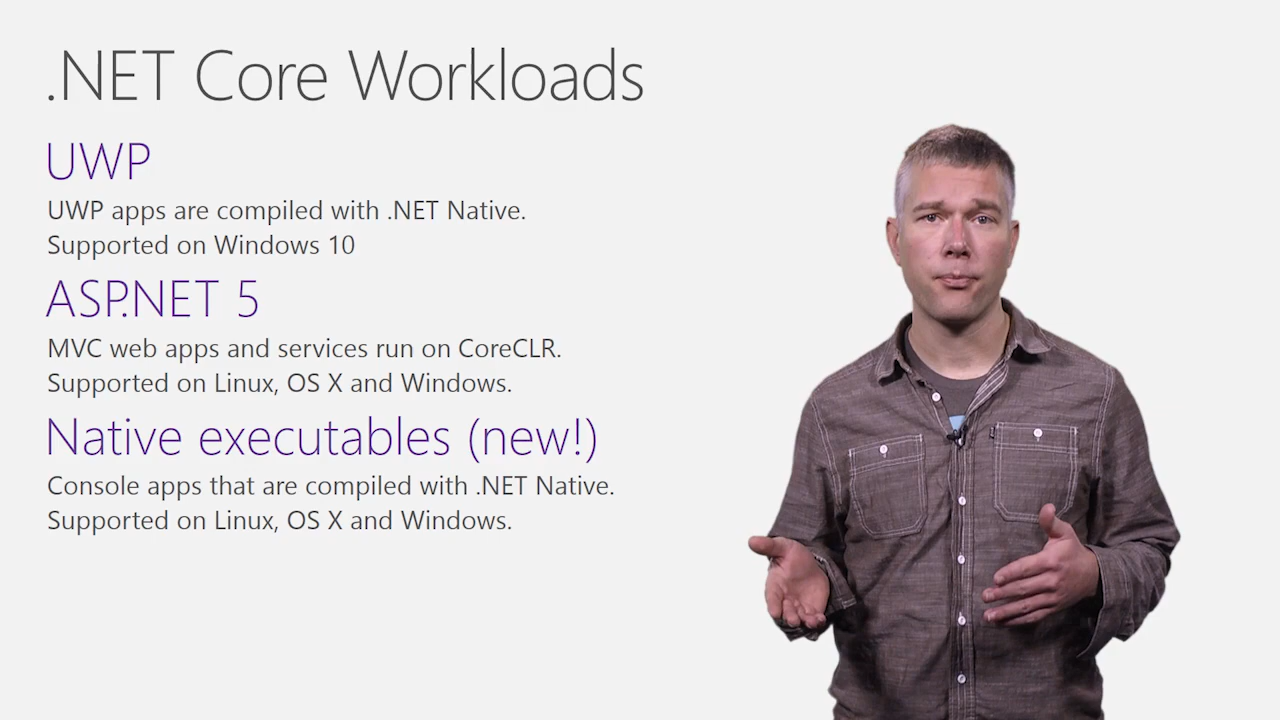 .NET Core Workloads
UWP
UWP apps are compiled with .NET Native.
Supported on Windows 10
ASP.NET 5
MVC web apps and services run on CoreCLR.
Supported on Linux, OS X and Windows.
Native executables (new!)
Console apps that are compiled with .NET Native.
Supported on Linux, OS X and Windows.